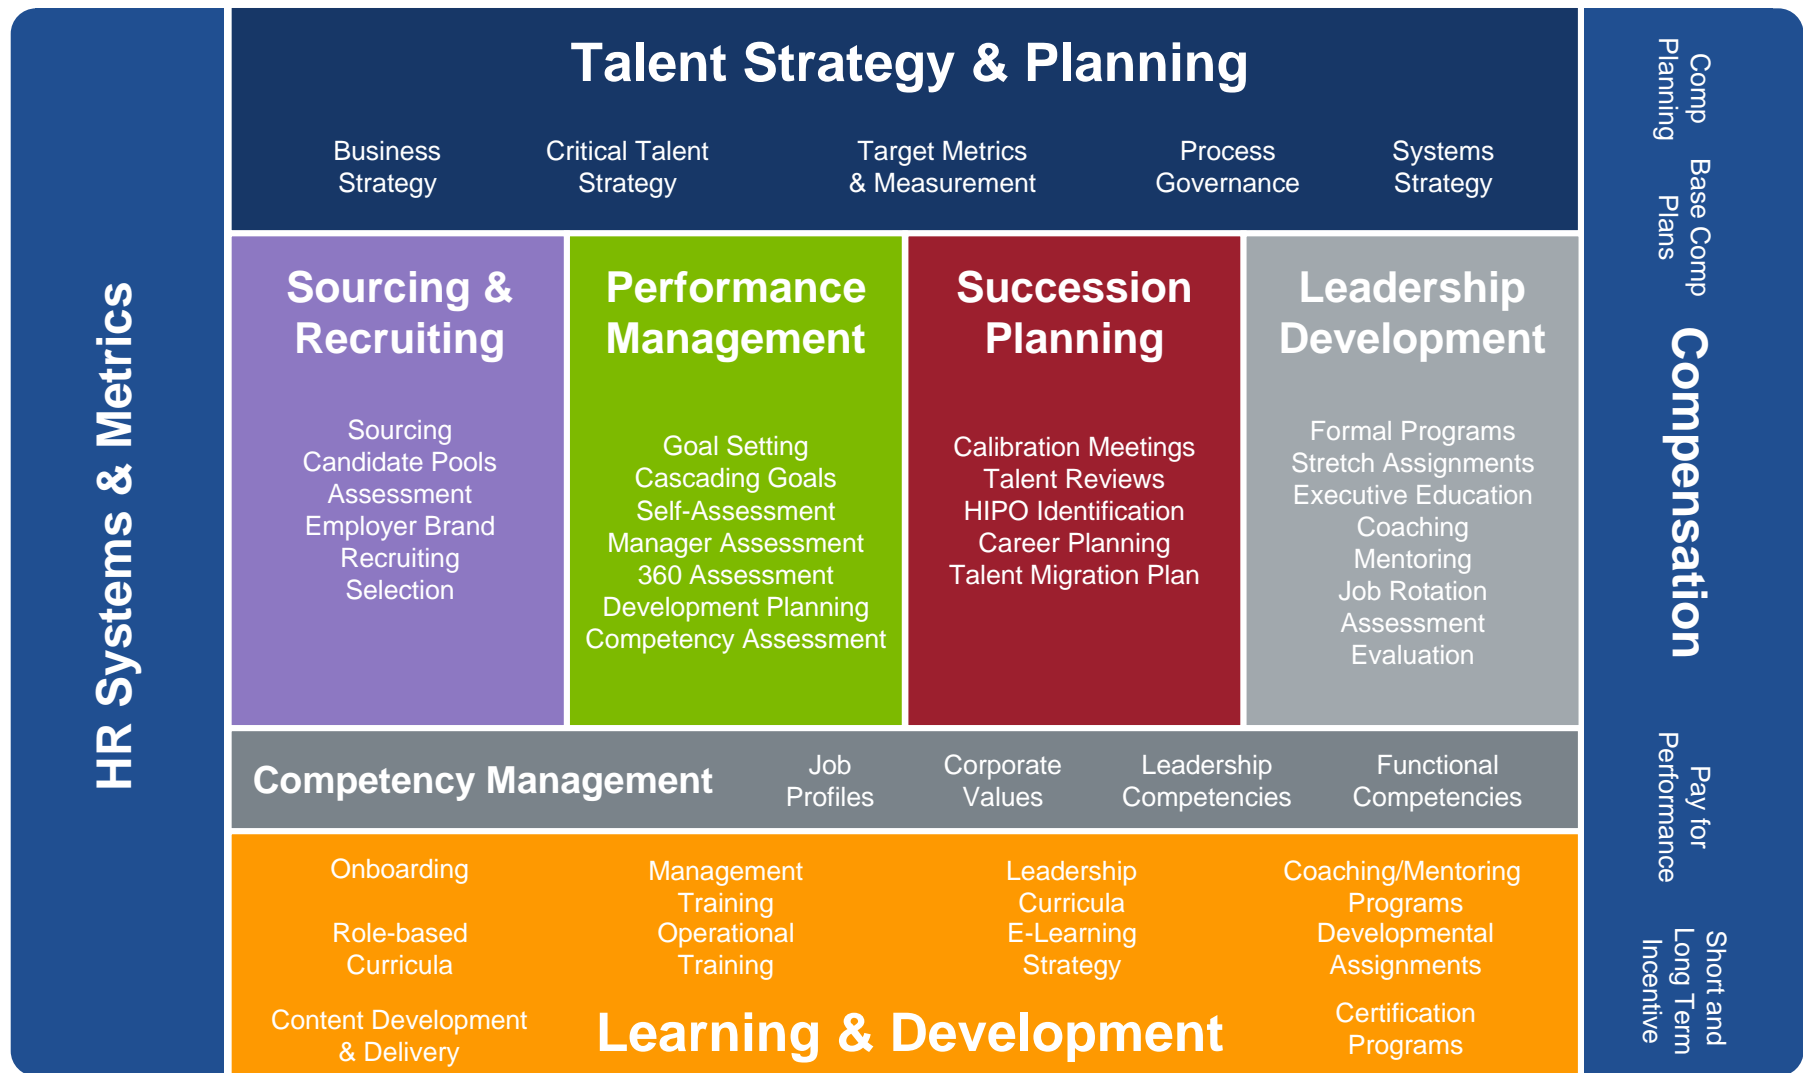 HR Systems & Metrics
Talent Strategy & Planning
Business
Strategy
Critical Talent
Strategy
Target Metrics
& Measurement
Process
Governance
Systems
Strategy
Sourcing &
Recruiting
Sourcing
Candidate Pools
Assessment
Employer Brand
Recruiting
Selection
Performance
Management
Goal Setting
Cascading Goals
Self-Assessment
Manager Assessment
360 Assessment
Development Planning
Competency Assessment
Succession
Planning
Calibration Meetings
Talent Reviews
HIPO Identification
Career Planning
Talent Migration Plan
Leadership
Development
Formal Programs
Stretch Assignments
Executive Education
Coaching
Mentoring
Job Rotation
Assessment
Evaluation
Competency Management
Job
Profiles
Corporate
Values
Leadership
Competencies
Functional
Competencies
Onboarding
Management
Training
Leadership
Curricula
Coaching/Mentoring
Programs
Role-based
Curricula
Operational
Training
E-Learning
Strategy
Developmental
Assignments
Content Development
& Delivery
Learning & Development
Certification
Programs
Comp
Planning
Base Comp
Plans
Compensation
Pay for
Performance
Short and
Long Term
Incentive